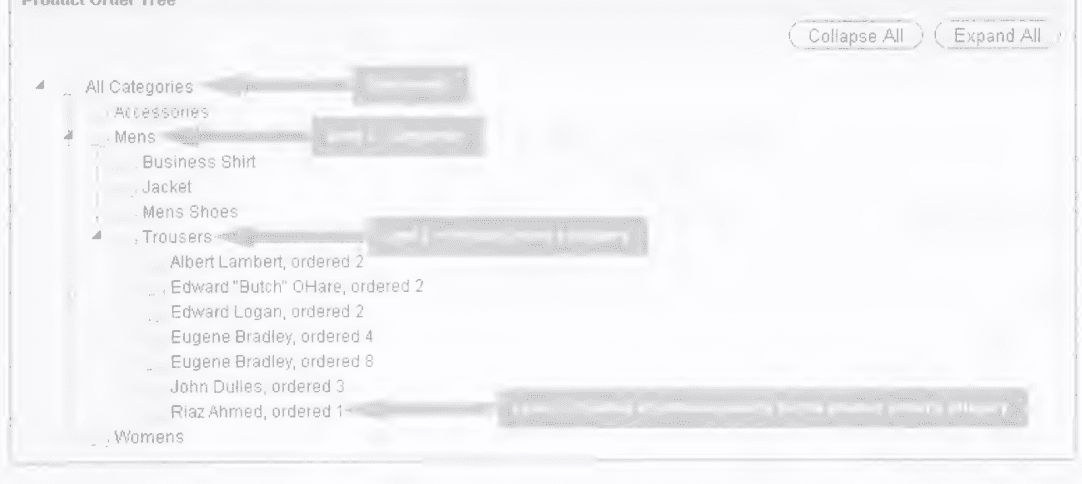 Product Order Tree
Collapse All Expand All
All Categories
Accessories
Mens
Business Shirt
Jacket
Mens Shoes
Trousers
Albert Lambert, ordered 2
Edward "Butch" OHare, ordered 2
Edward Logan, ordered 2
Eugene Bradley, ordered 4
Eugene Bradley, ordered 8
John Dulles, ordered 3
Riaz Ahmed, ordered 1
Womens